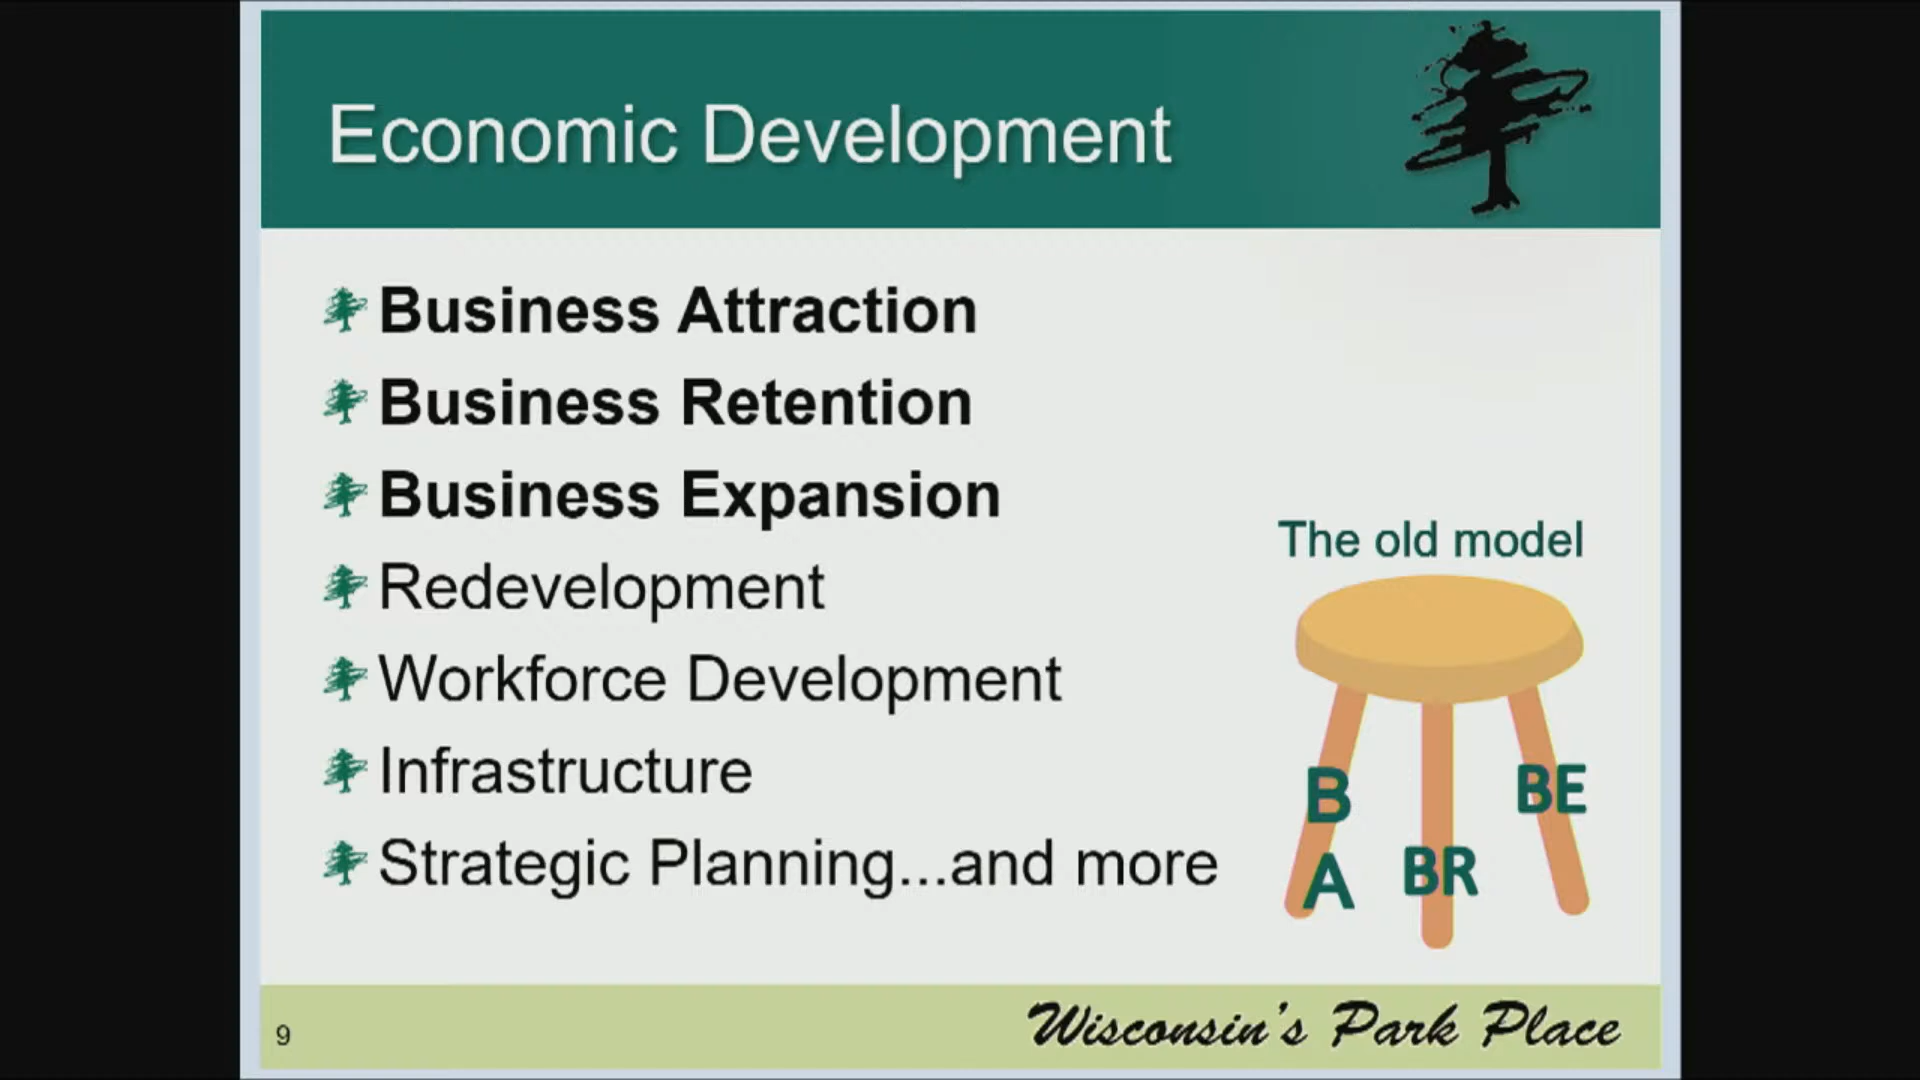 Economic Development
Business Attraction
Business Retention
Business Expansion
Redevelopment
Workforce Development
Infrastructure
Strategic Planning...and more
The old model
B
A
BR
BE
9
Wisconsin's Park Place